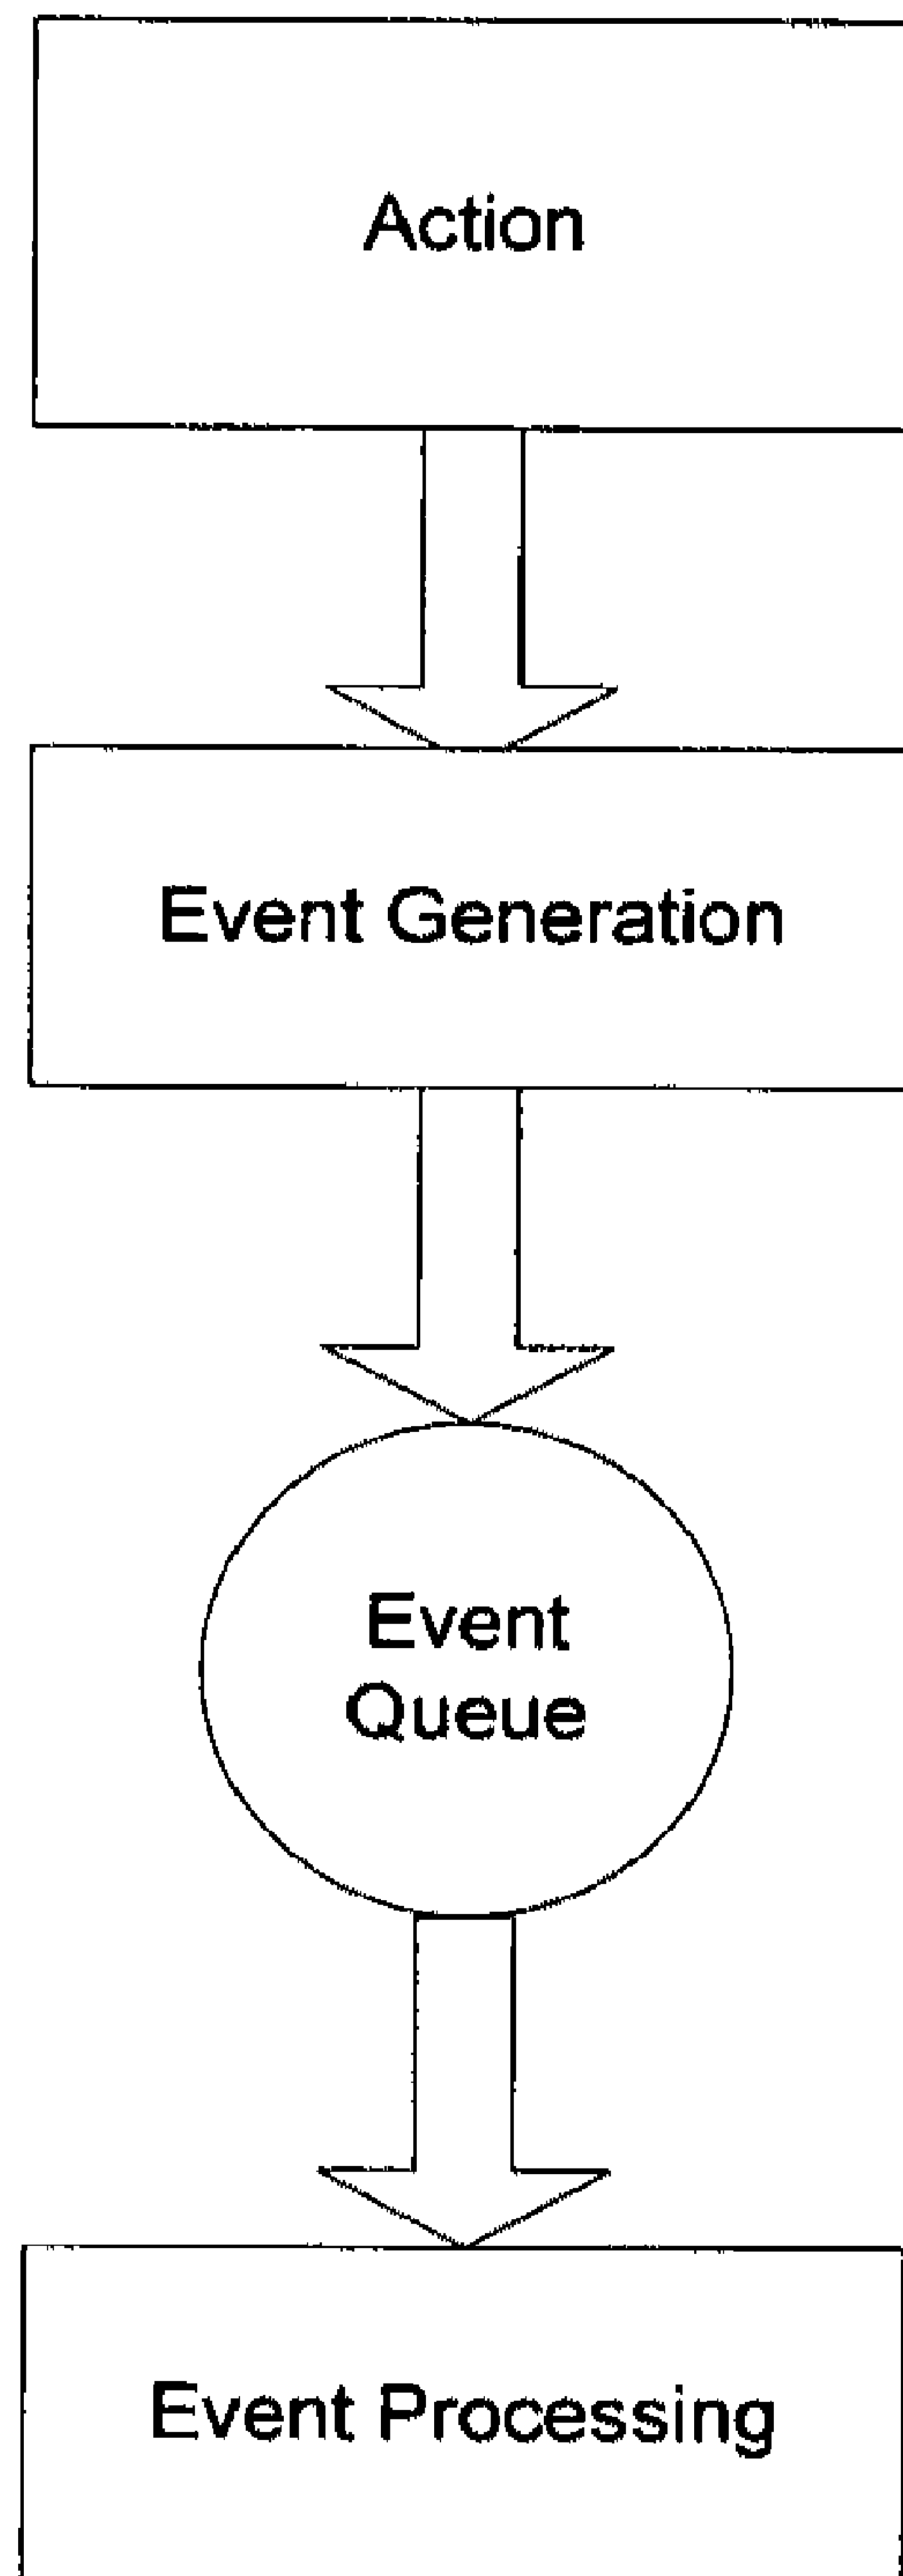 Action
Event Generation
Event
Queue
Event Processing